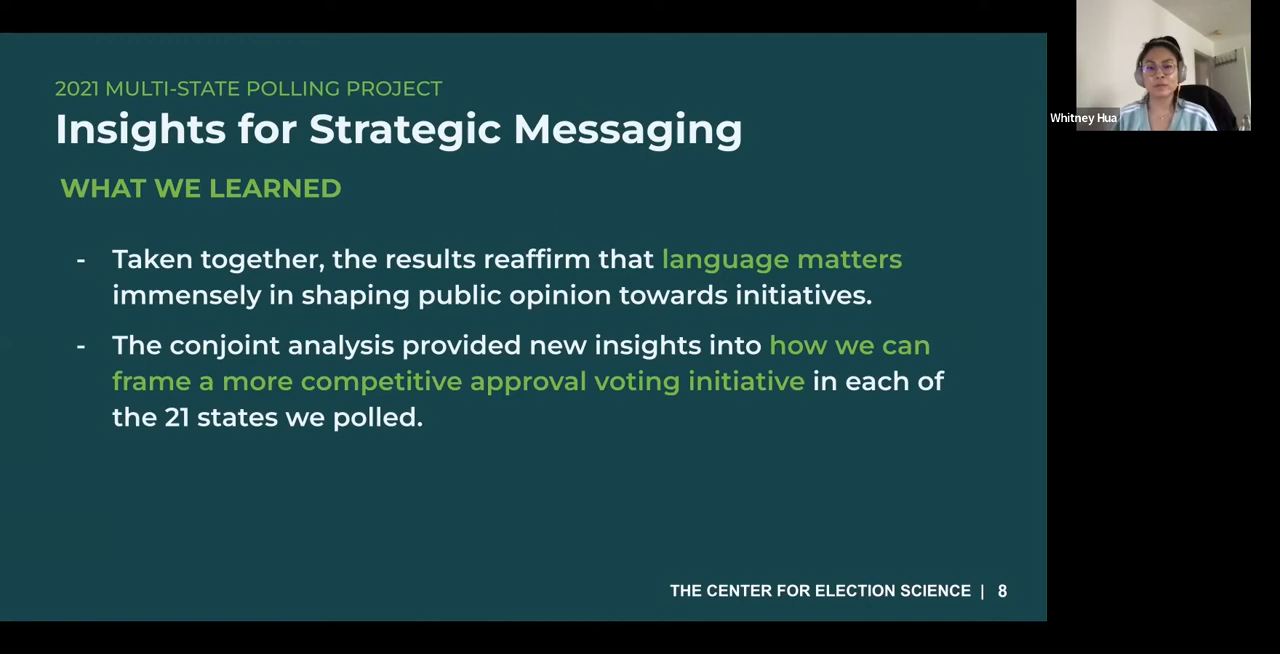 2021 MULTI-STATE POLLING PROJECT
Insights for Strategic Messaging
WHAT WE LEARNED
- Taken together, the results reaffirm that language matters
immensely in shaping public opinion towards initiatives.
- The conjoint analysis provided new insights into how we can
frame a more competitive approval voting initiative in each of
the 21 states we polled.
THE CENTER FOR ELECTION SCIENCE | 8
Whitney Hua